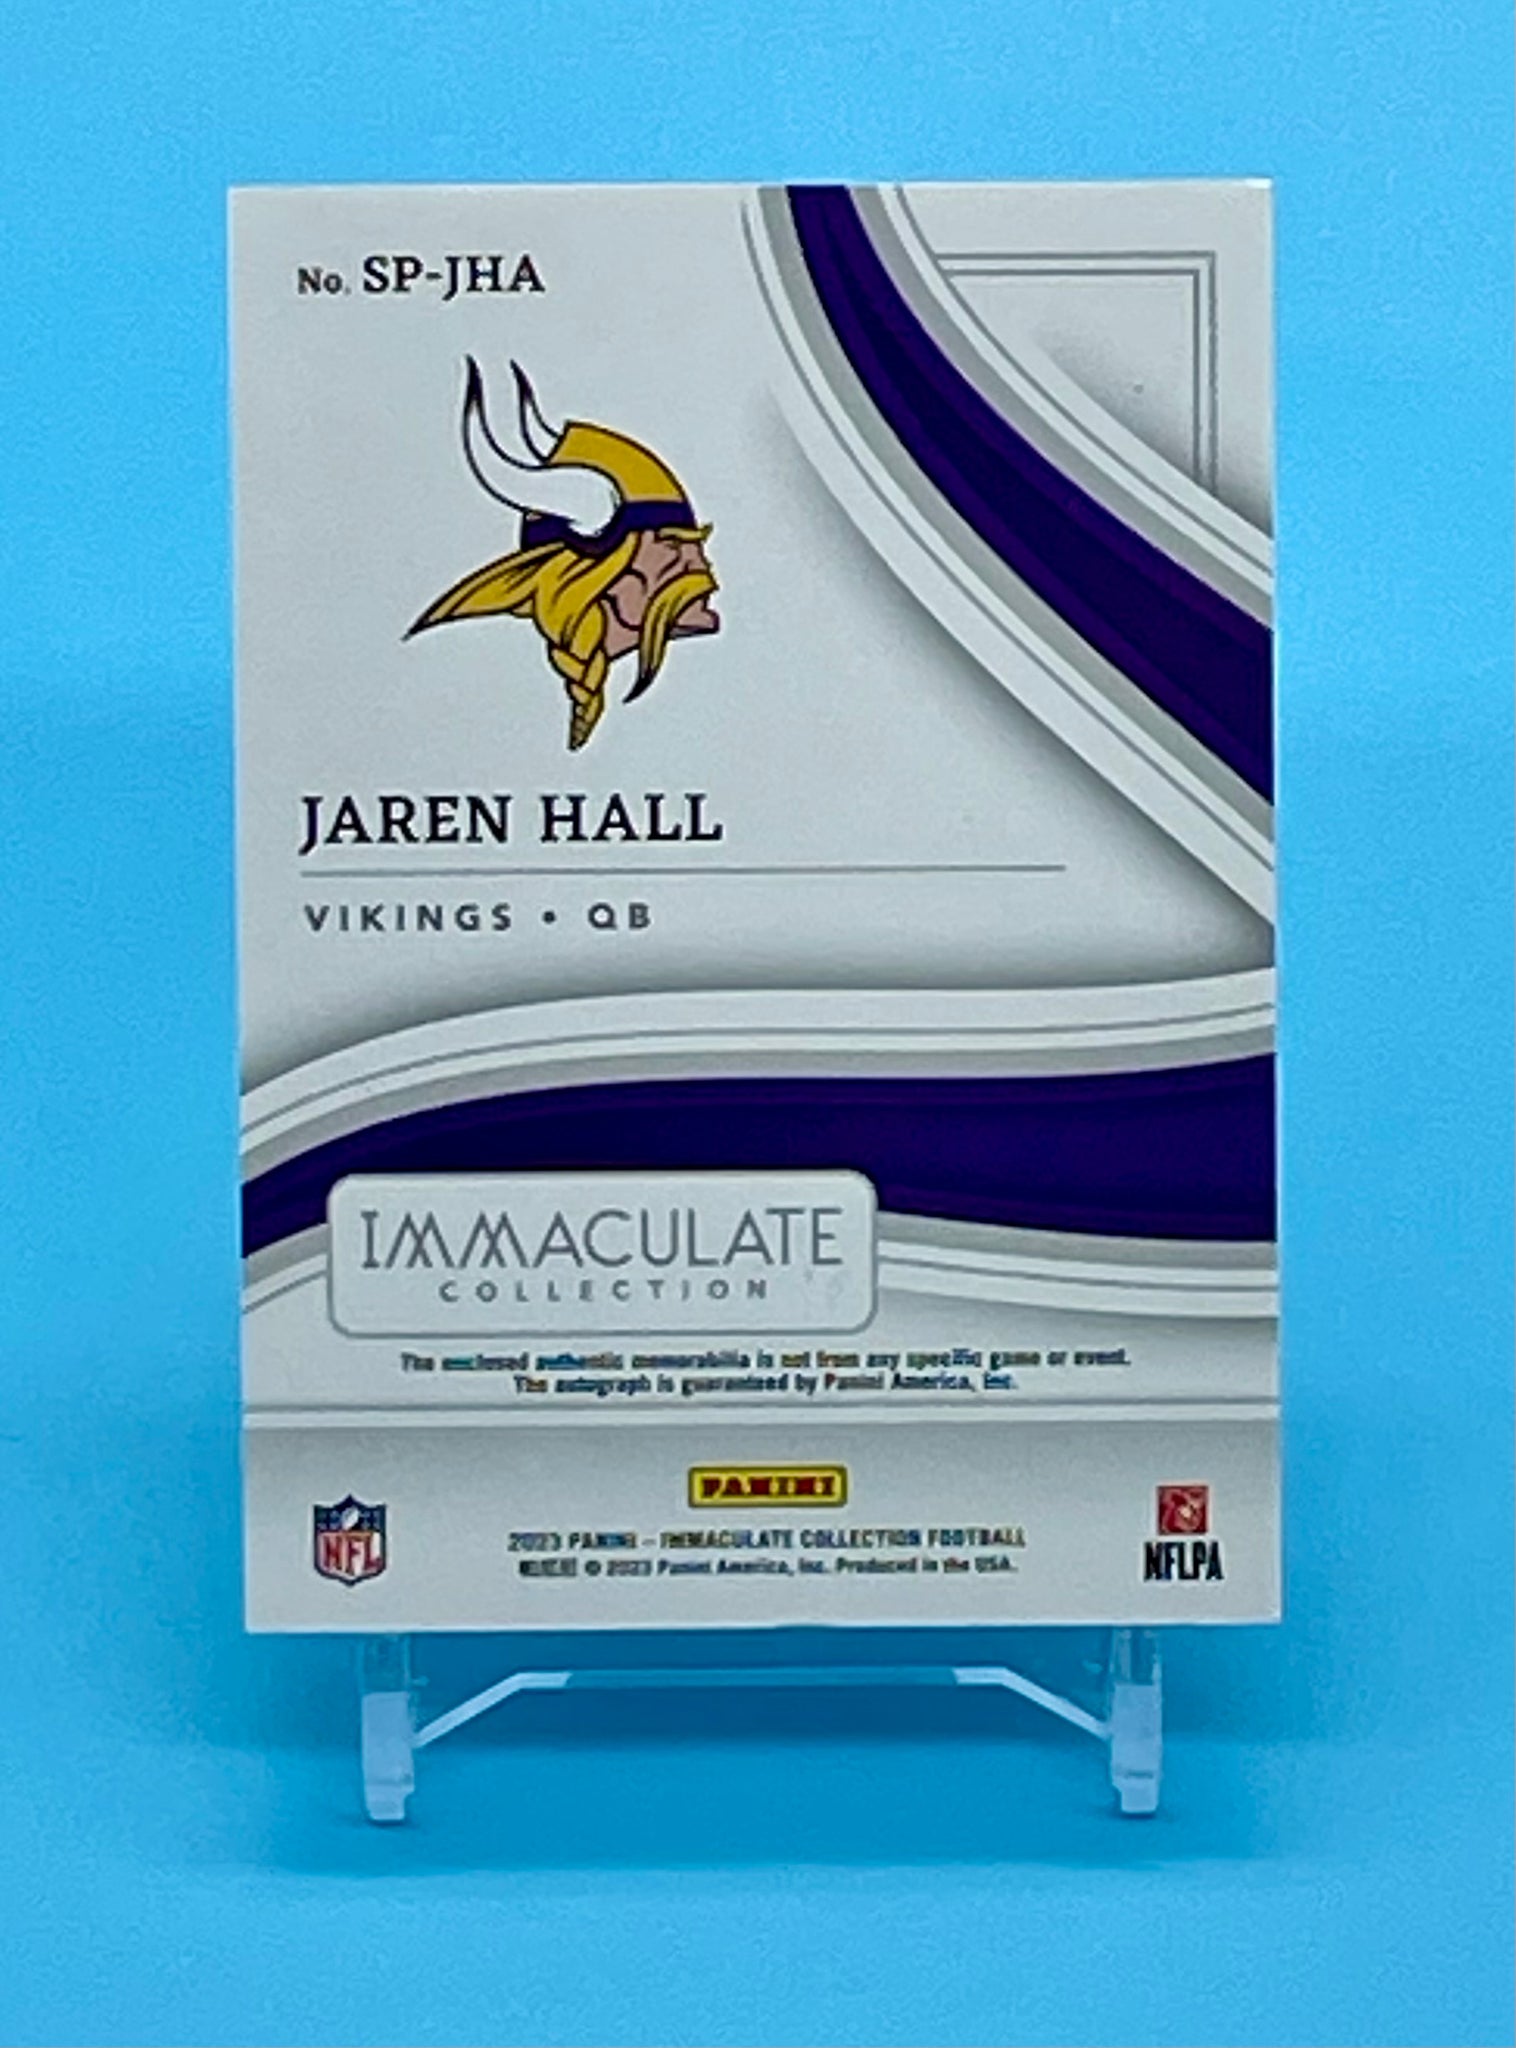 No. SP-JHA
JAREN HALL
VIKINGS • QB
IMMACULATE
COLLECTION
The enclosed authentic memorabilia is not from any specific game or event.
The autograph is guaranteed by Panini America, Inc.
PANINI
2023 PANINI – IMMACULATE COLLECTION FOOTBALL
© 2023 Panini America, Inc. Produced in the USA.
NFL
NFLPA